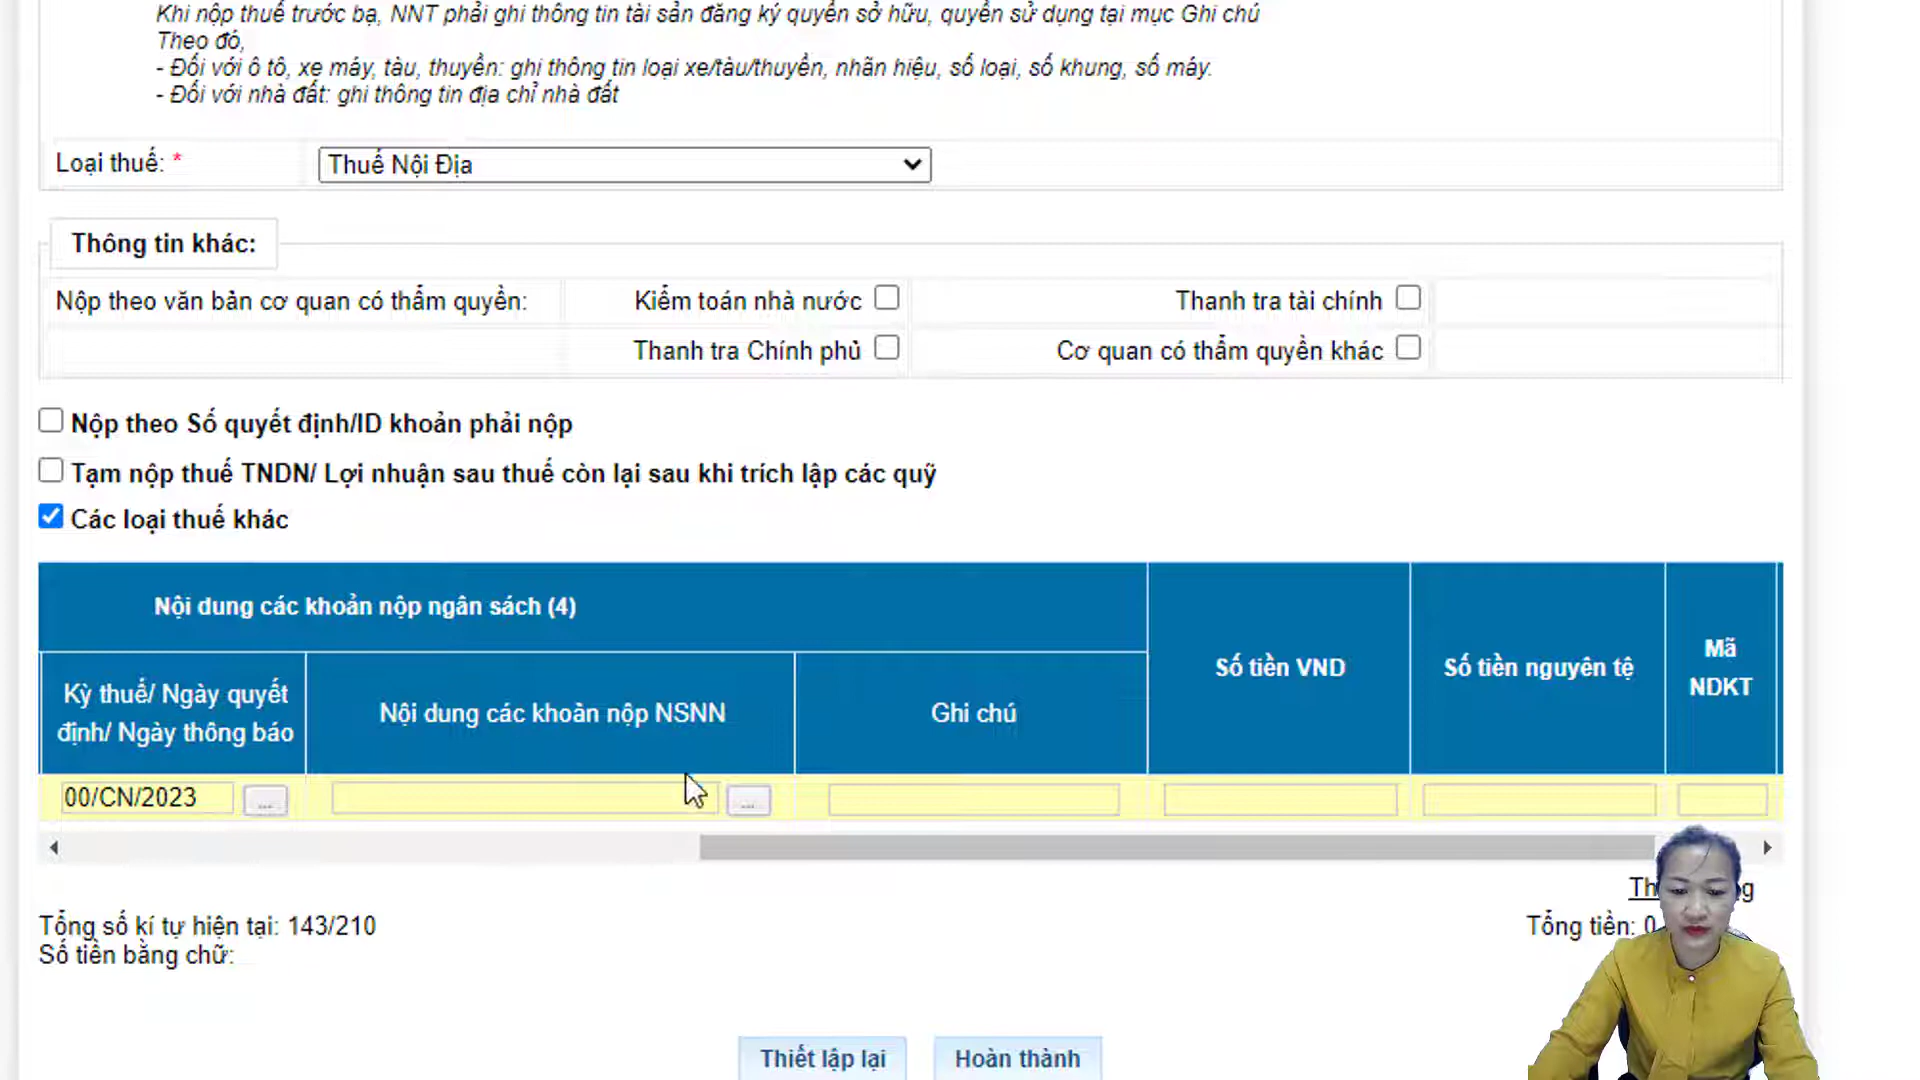 Khi nộp thuế trước bạ, NNT phải ghi thông tin tài sản đăng ký quyền sở hữu, quyền sử dụng tại mục Ghi chú
Theo đó,
- Đối với ô tô, xe máy, tàu, thuyền: ghi thông tin loại xe/tàu/thuyền, nhãn hiệu, số loại, số khung, số máy.
- Đối với nhà đất: ghi thông tin địa chỉ nhà đất
Loại thuế: * Thuế Nội Địa
Thông tin khác:
Nộp theo văn bản cơ quan có thẩm quyền: Kiểm toán nhà nước Thanh tra tài chính
Thanh tra Chính phủ Cơ quan có thẩm quyền khác
Nộp theo Số quyết định/ID khoản phải nộp
Tạm nộp thuế TNDN/ Lợi nhuận sau thuế còn lại sau khi trích lập các quỹ
Các loại thuế khác
Nội dung các khoản nộp ngân sách (4)
Số tiền VND
Số tiền nguyên tệ
Mã
NDKT
Kỳ thuế/ Ngày quyết
định/ Ngày thông báo
Nội dung các khoản nộp NSNN
Ghi chú
00/CN/2023 ... ...
Tổng số kí tự hiện tại: 143/210
Tổng tiền: 0
Số tiền bằng chữ:
Thiết lập lại
Hoàn thành